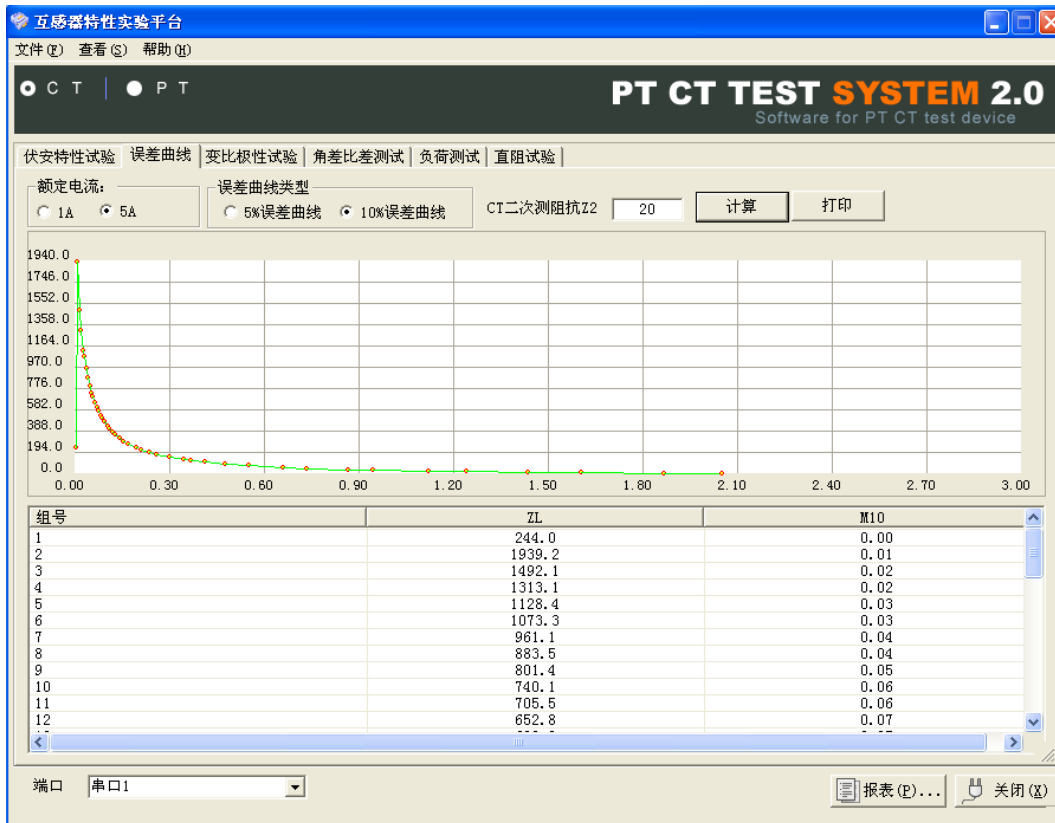 互感器特性实验平台
文件(F) 查看(S) 帮助(H)
CT PT
PT CT TEST SYSTEM 2.0
Software for PT CT test device
伏安特性试验 误差曲线 变比极性试验 角差比差测试 负荷测试 直阻试验
额定电流: 误差曲线类型
1A 5A 5%误差曲线 10%误差曲线 CT二次测阻抗Z2 20 计算 打印
1940.0
1746.0
1552.0
1358.0
1164.0
970.0
776.0
582.0
388.0
194.0
0.0
0.00 0.30 0.60 0.90 1.20 1.50 1.80 2.10 2.40 2.70 3.00
组号 ZL M10
1 244.0 0.00
2 1939.2 0.01
3 1492.1 0.02
4 1313.1 0.02
5 1128.4 0.03
6 1073.3 0.03
7 961.1 0.04
8 883.5 0.04
9 801.4 0.05
10 740.1 0.06
11 705.5 0.06
12 652.8 0.07
端口 串口1 报表(P)... 关闭(X)